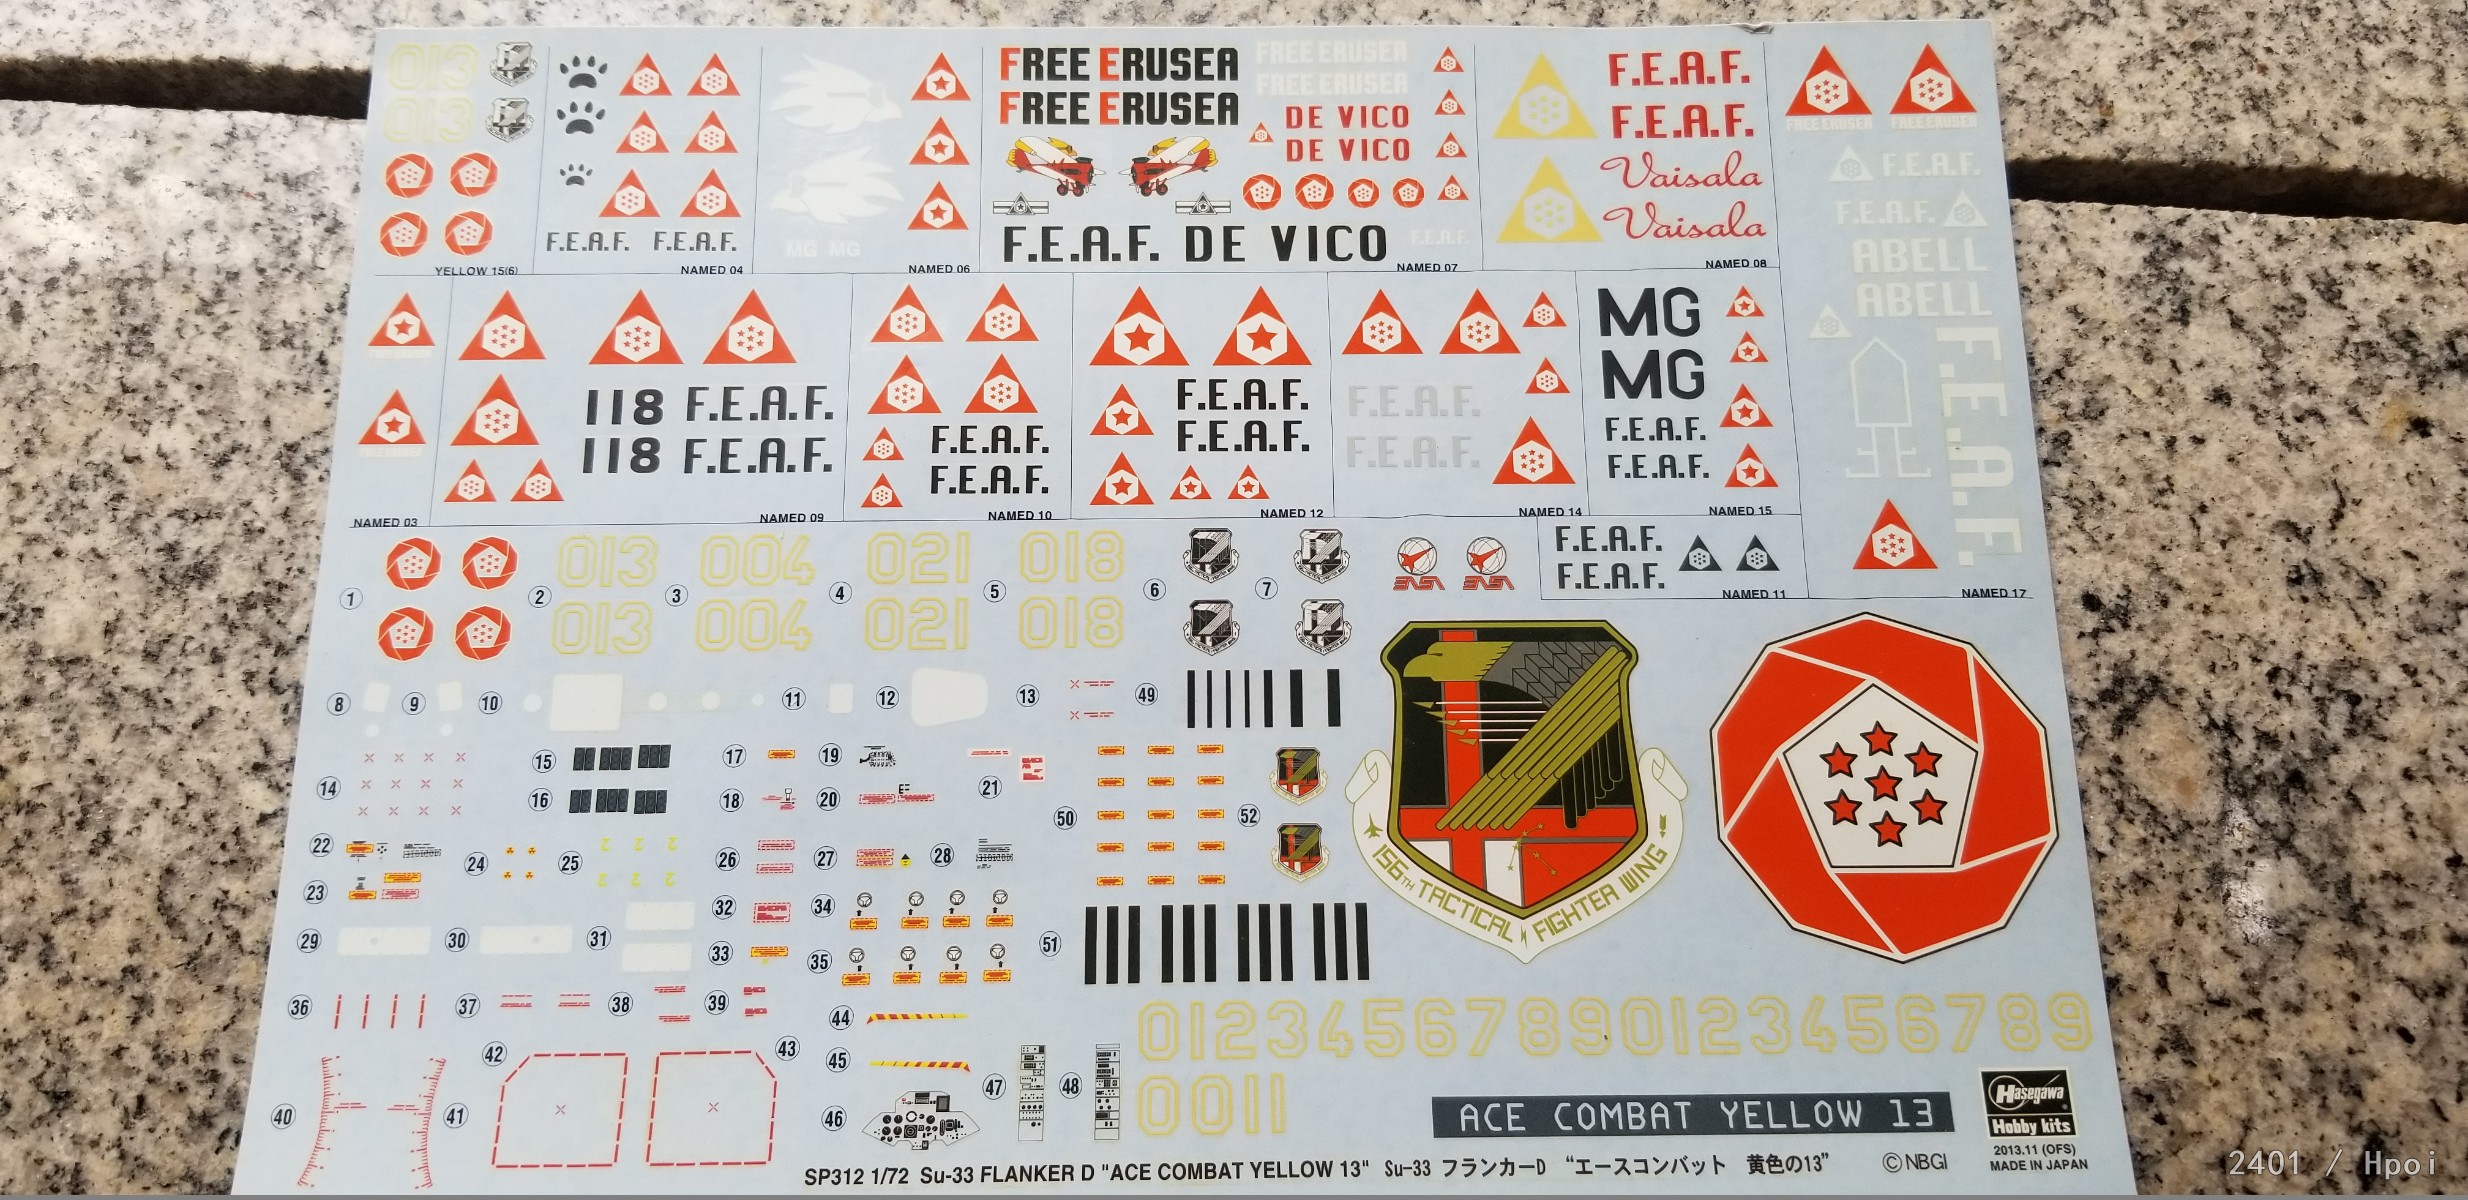 013
013
YELLOW 15(6)
F.E.A.F. F.E.A.F.
NAMED 04
MG MG
NAMED 06
FREE ERUSEA
FREE ERUSEA
FREE ERUSEA
FREE ERUSEA
DE VICO
DE VICO
F.E.A.F. DE VICO
F.E.A.F.
NAMED 07
F.E.A.F.
F.E.A.F.
Vaisala
Vaisala
NAMED 08
FREE ERUSEA FREE ERUSEA
F.E.A.F.
F.E.A.F.
ABELL
ABELL
F.E.A.F.
NAMED 17
FREE ERUSEA
FREE ERUSEA
NAMED 03
118 F.E.A.F.
118 F.E.A.F.
NAMED 09
F.E.A.F.
F.E.A.F.
NAMED 10
F.E.A.F.
F.E.A.F.
NAMED 12
F.E.A.F.
F.E.A.F.
NAMED 14
MG
MG
F.E.A.F.
F.E.A.F.
NAMED 15
F.E.A.F.
F.E.A.F.
NAMED 11
1 2 013 3 004 4 021 5 018 6 7
013 004 021 018
ENSA ENSA
8 9 10 11 12 13 49
14 15 16 17 18 19 20 21
22 23 24 25 26 27 28
29 30 31 32 33 34 35
50 52 51
36 37 38 39
40 41 42 43 44 45 46 47 48
156TH TACTICAL FIGHTER WING
01234567890123456789
0011
ACE COMBAT YELLOW 13
Hasegawa
Hobby kits
2013.11 (OFS)
MADE IN JAPAN
SP312 1/72 Su-33 FLANKER D "ACE COMBAT YELLOW 13" Su-33 フランカーD “エースコンバット 黄色の13” ©NBGI
2401 / Hpoi